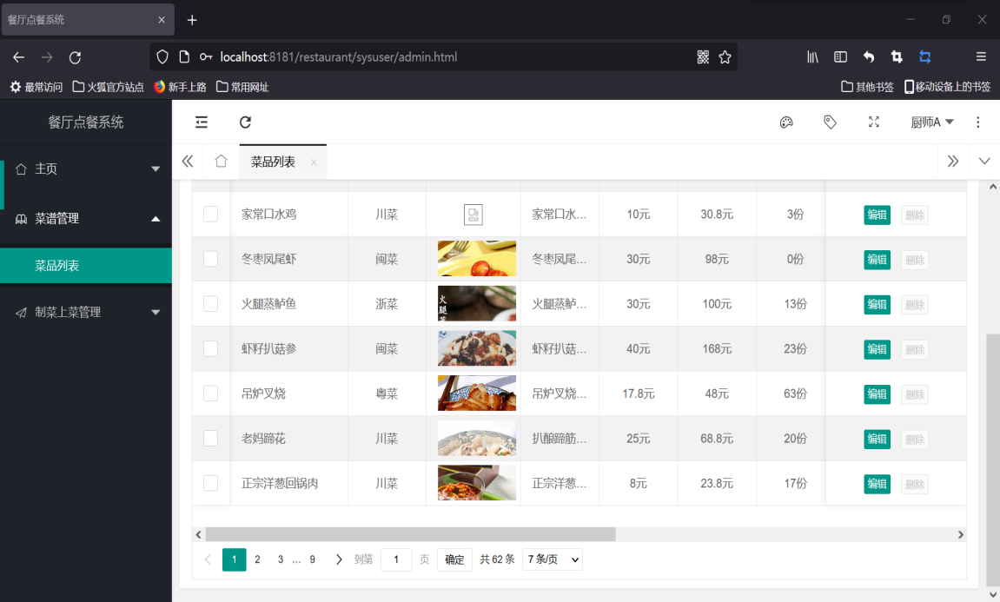 餐厅点餐系统
localhost:8181/restaurant/sysuser/admin.html
最常访问 火狐官方站点 新手上路 常用网址 其他书签 移动设备上的书签
餐厅点餐系统 厨师A
主页 菜品列表
菜谱管理
菜品列表
制菜上菜管理
家常口水鸡 川菜 家常口水... 10元 30.8元 3份 编辑 删除
冬枣凤尾虾 闽菜 冬枣凤尾... 30元 98元 0份 编辑 删除
火腿蒸鲈鱼 浙菜 火腿蒸鲈... 30元 100元 13份 编辑 删除
虾籽扒菇参 闽菜 虾籽扒菇... 40元 168元 23份 编辑 删除
吊炉叉烧 粤菜 吊炉叉烧... 17.8元 48元 63份 编辑 删除
老妈蹄花 川菜 扒酿蹄筋... 25元 68.8元 20份 编辑 删除
正宗洋葱回锅肉 川菜 正宗洋葱... 8元 23.8元 17份 编辑 删除
1 2 3 ... 9 到第 1 页 确定 共 62 条 7 条/页